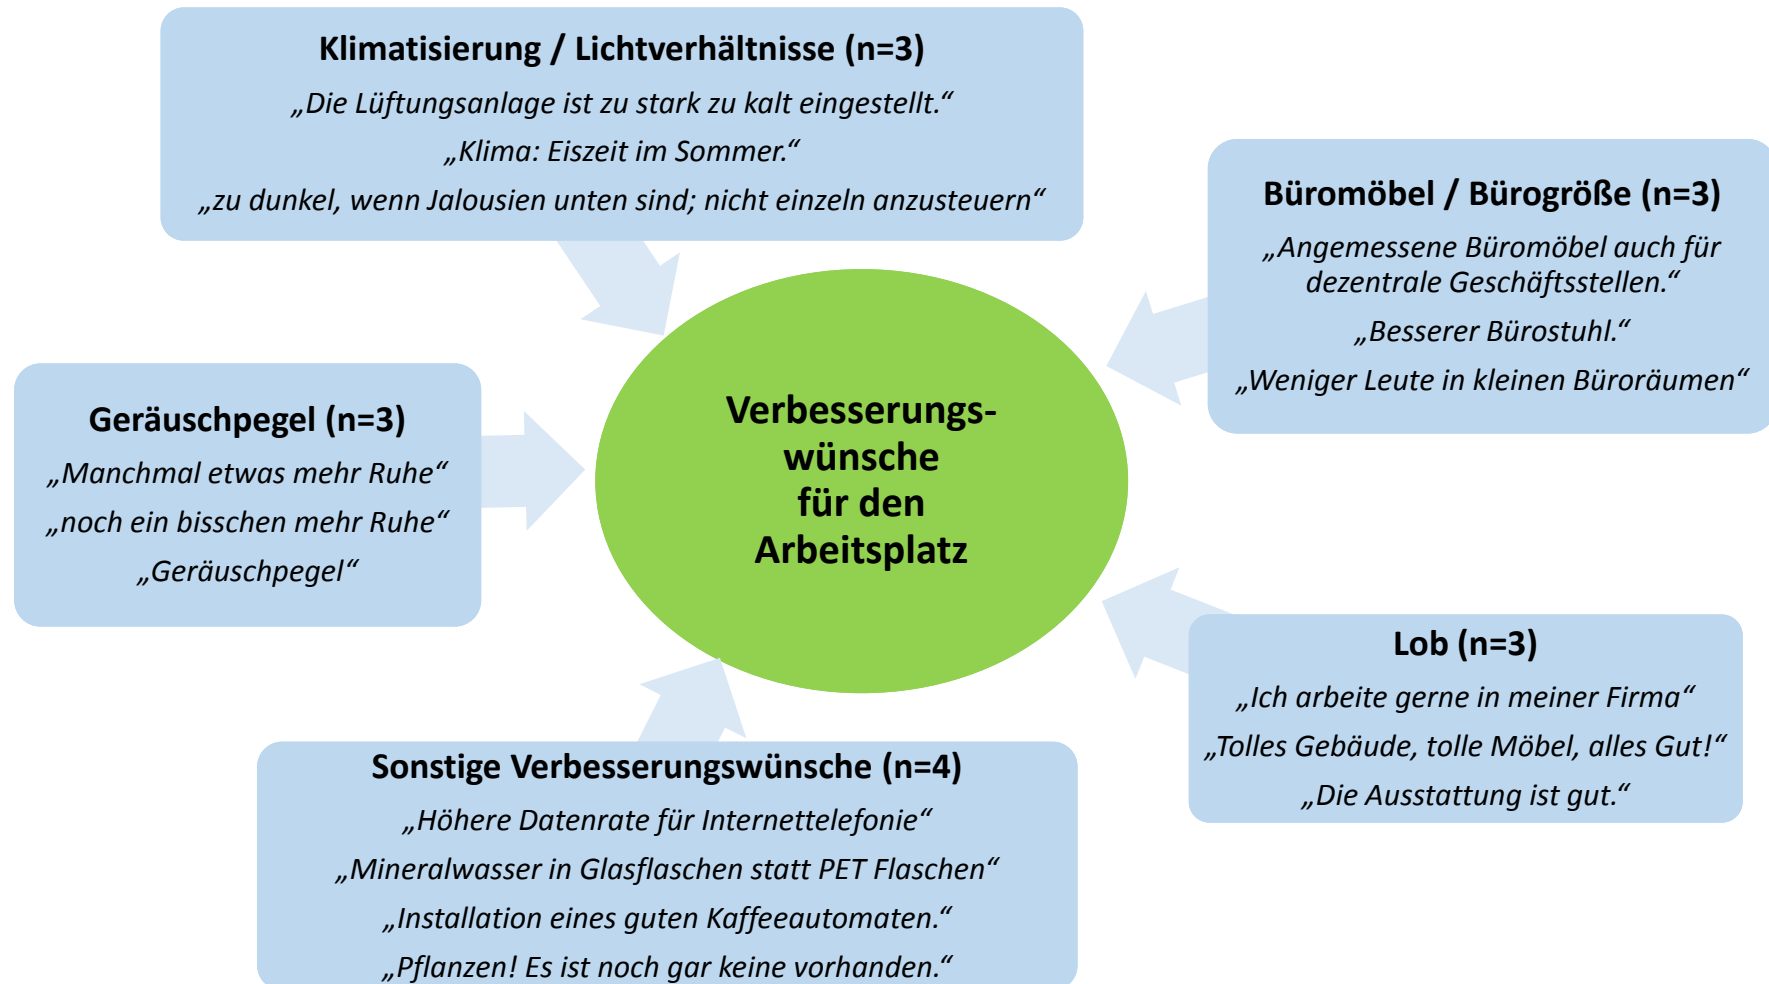 Klimatisierung / Lichtverhältnisse (n=3)
„Die Lüftungsanlage ist zu stark zu kalt eingestellt.“
„Klima: Eiszeit im Sommer.“
„zu dunkel, wenn Jalousien unten sind; nicht einzeln anzusteuern“
Büromöbel / Bürogröße (n=3)
„Angemessene Büromöbel auch für
dezentrale Geschäftsstellen.“
„Besserer Bürostuhl.“
„Weniger Leute in kleinen Büroräumen“
Geräuschpegel (n=3)
„Manchmal etwas mehr Ruhe“
„noch ein bisschen mehr Ruhe“
„Geräuschpegel“
Verbesserungs-
wünsche
für den
Arbeitsplatz
Lob (n=3)
„Ich arbeite gerne in meiner Firma“
„Tolles Gebäude, tolle Möbel, alles Gut!“
„Die Ausstattung ist gut.“
Sonstige Verbesserungswünsche (n=4)
„Höhere Datenrate für Internettelefonie“
„Mineralwasser in Glasflaschen statt PET Flaschen“
„Installation eines guten Kaffeeautomaten.“
„Pflanzen! Es ist noch gar keine vorhanden.“